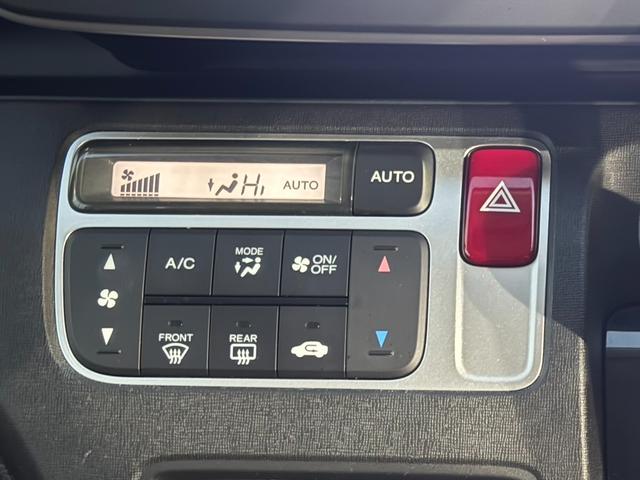 Hi AUTO
AUTO
A/C
MODE
ON/OFF
FRONT
REAR